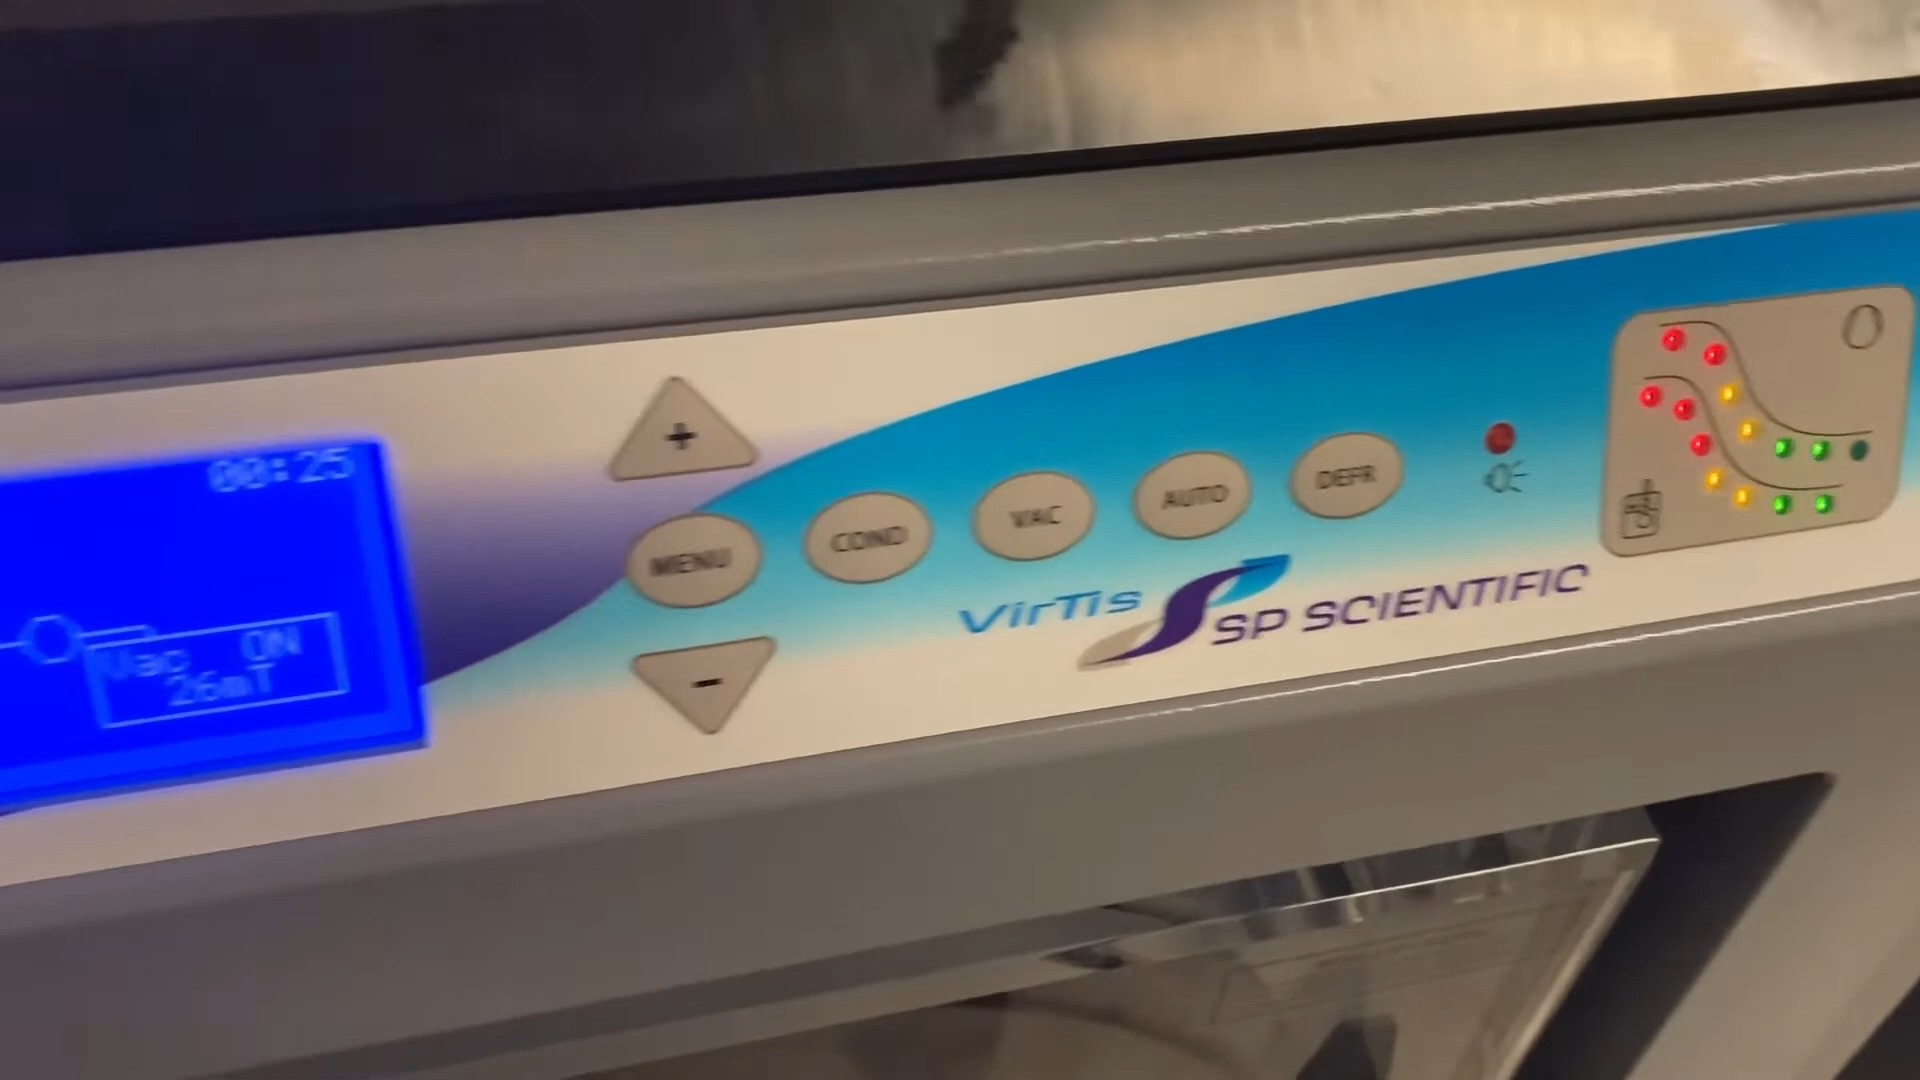 00:25
Vac ON
26mT
+
MENU
-
COND
VAC
AUTO
DEFR
VirTis
SP SCIENTIFIC